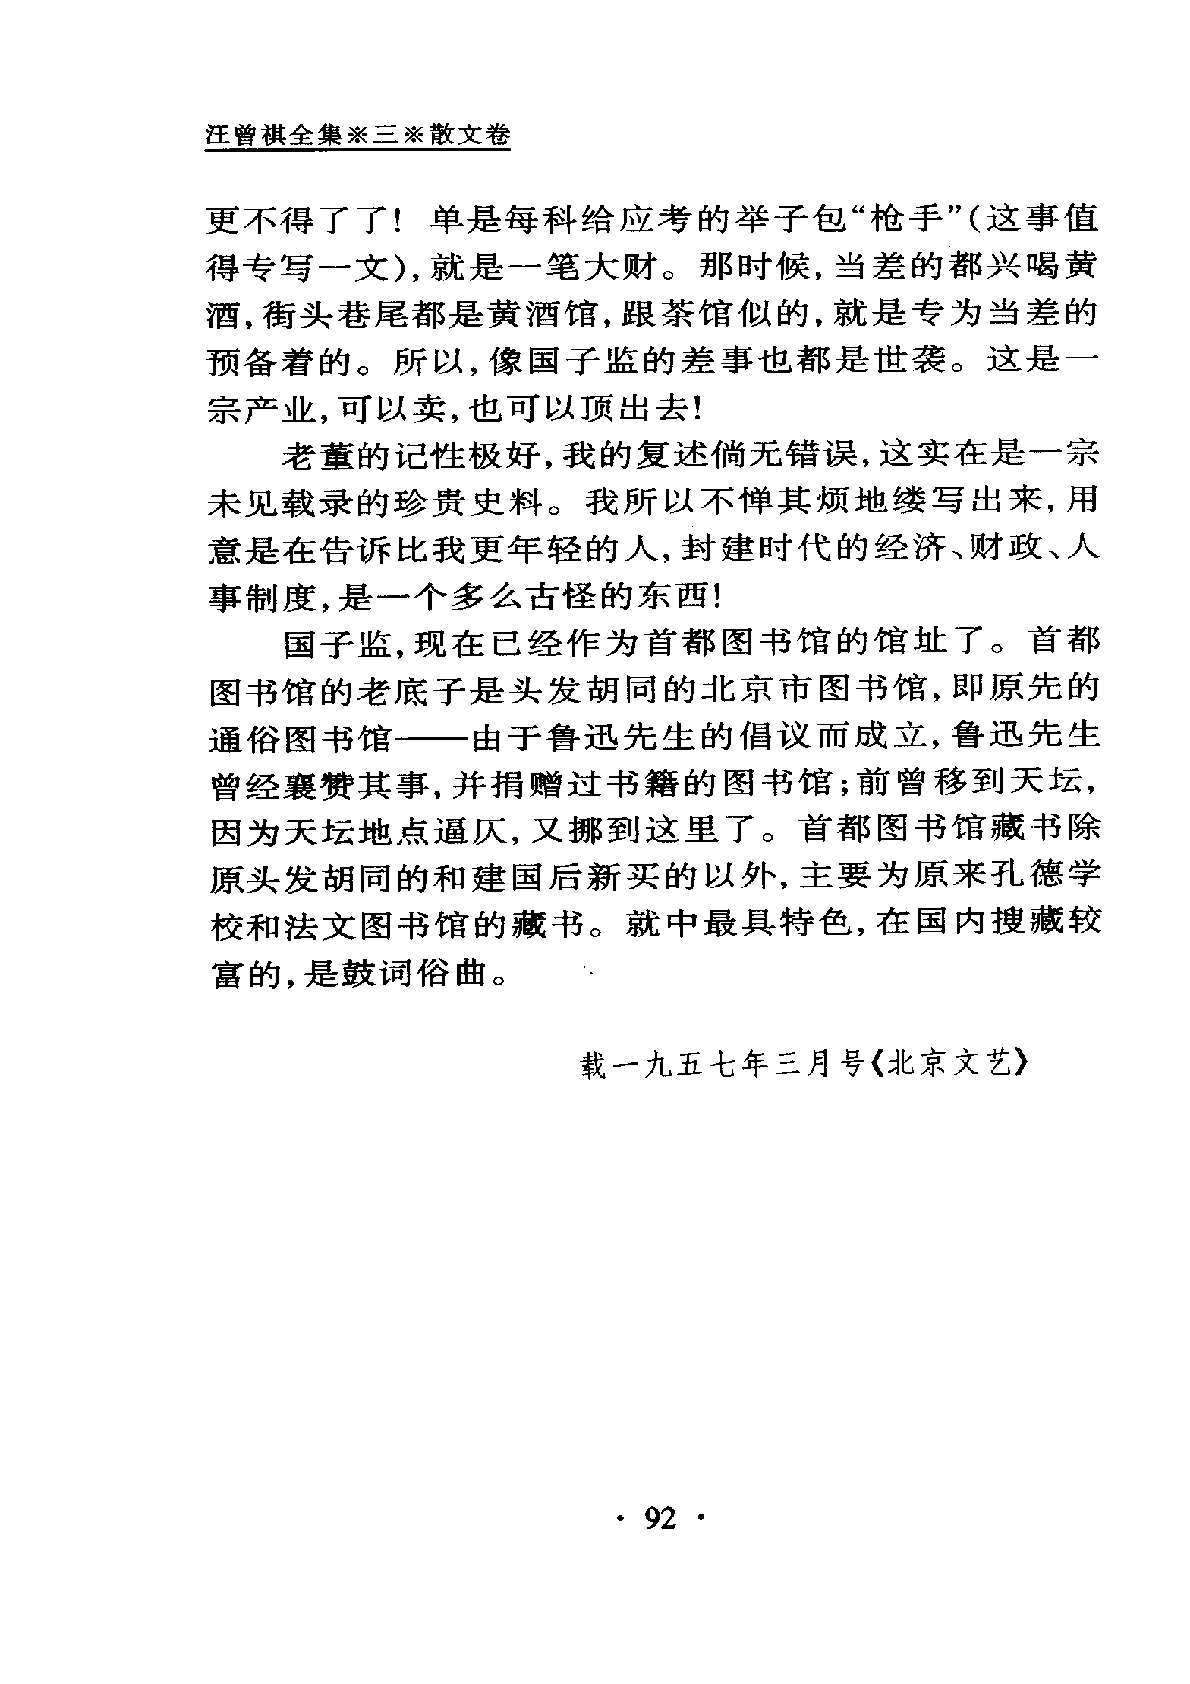 汪曾祺全集※三※散文卷
更不得了了！单是每科给应考的举子包“枪手”（这事值
得专写一文），就是一笔大财。那时候，当差的都兴喝黄
酒，街头巷尾都是黄酒馆，跟茶馆似的，就是专为当差的
预备着的。所以，像国子监的差事也都是世袭。这是一
宗产业，可以卖，也可以顶出去！
老董的记性极好，我的复述倘无错误，这实在是一宗
未见载录的珍贵史料。我所以不惮其烦地缕写出来，用
意是在告诉比我更年轻的人，封建时代的经济、财政、人
事制度，是一个多么古怪的东西！
国子监，现在已经作为首都图书馆的馆址了。首都
图书馆的老底子是头发胡同的北京市图书馆，即原先的
通俗图书馆——由于鲁迅先生的倡议而成立，鲁迅先生
曾经襄赞其事，并捐赠过书籍的图书馆；前曾移到天坛，
因为天坛地点逼仄，又挪到这里了。首都图书馆藏书除
原头发胡同的和建国后新买的以外，主要为原来孔德学
校和法文图书馆的藏书。就中最具特色，在国内搜藏较
富的，是鼓词俗曲。
载一九五七年三月号《北京文艺》
· 92 ·